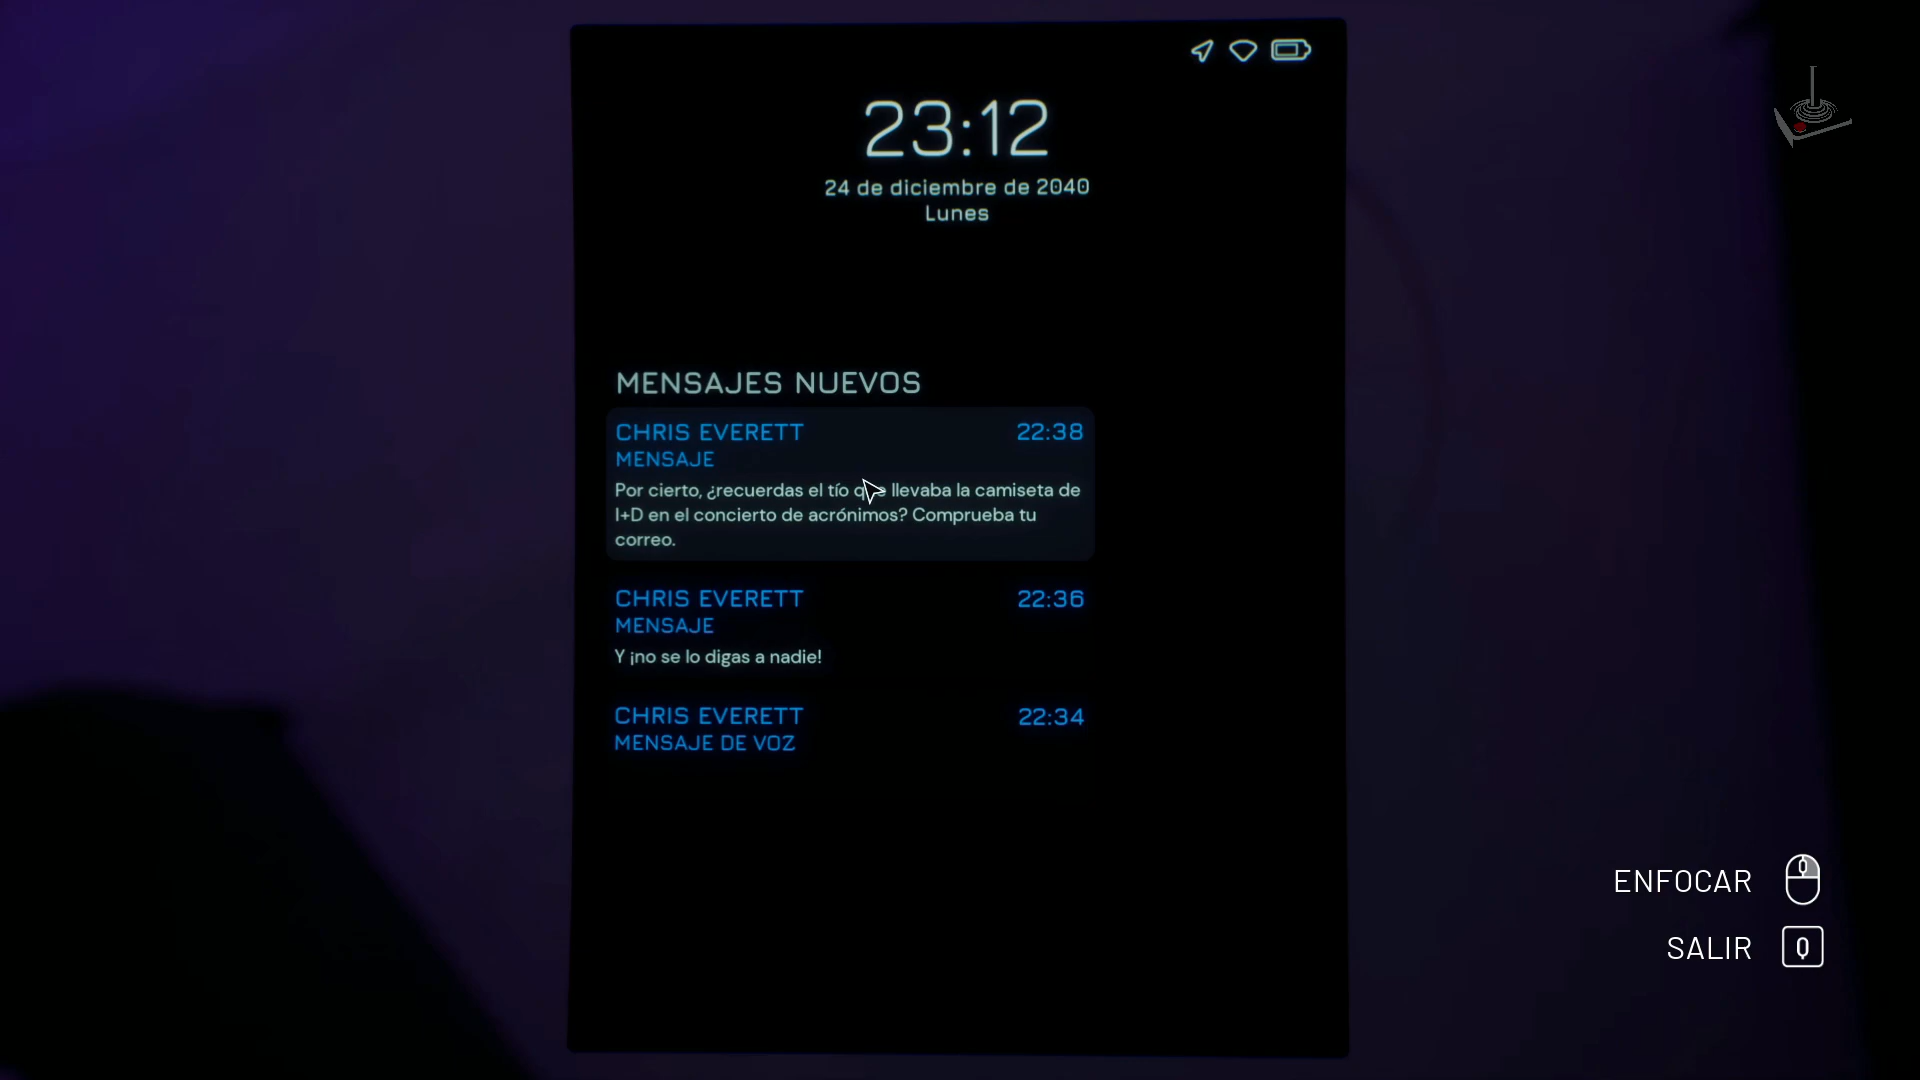 23:12
24 de diciembre de 2040
Lunes
MENSAJES NUEVOS
CHRIS EVERETT 22:38
MENSAJE
Por cierto, ¿recuerdas el tío que llevaba la camiseta de
I+D en el concierto de acrónimos? Comprueba tu
correo.
CHRIS EVERETT 22:36
MENSAJE
Y ¡no se lo digas a nadie!
CHRIS EVERETT 22:34
MENSAJE DE VOZ
ENFOCAR
SALIR Q